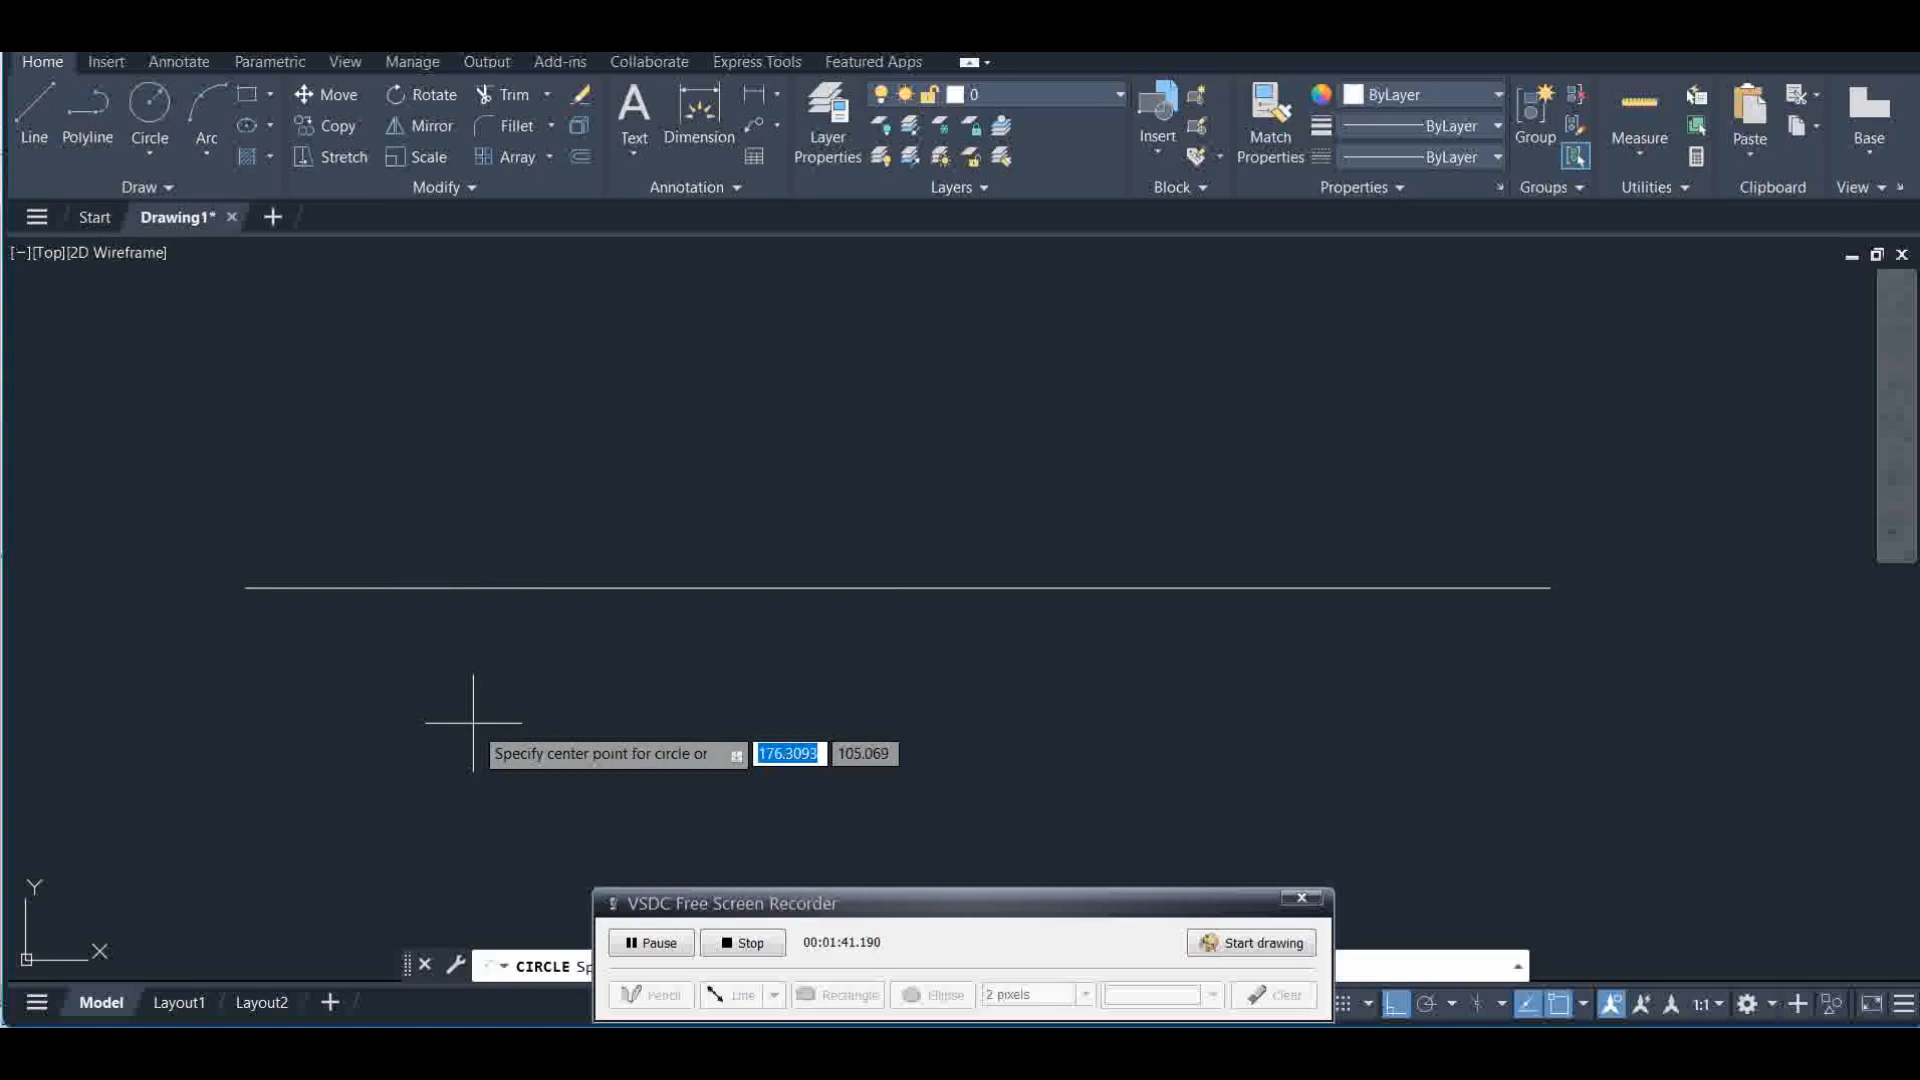 Home Insert Annotate Parametric View Manage Output Add-ins Collaborate Express Tools Featured Apps
Line Polyline Circle Arc
Move Rotate Trim
Copy Mirror Fillet
Stretch Scale Array
Text Dimension
Layer Properties
0
Insert
Match Properties
ByLayer
ByLayer
ByLayer
Group
Measure
Paste
Base
Draw Modify Annotation Layers Block Properties Groups Utilities Clipboard View
Start Drawing1*
[−][Top][2D Wireframe]
Specify center point for circle or 176.3093 105.069
Y
X
VSDC Free Screen Recorder
Pause Stop 00:01:41.190 Start drawing
CIRCLE Sp
Pencil Line Rectangle Ellipse 2 pixels Clear
Model Layout1 Layout2
1:1